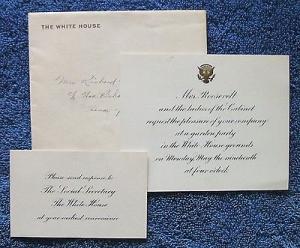 THE WHITE HOUSE
Mrs. Roosevelt
and the ladies of the Cabinet
request the pleasure of your company
at a garden party
in the White House grounds
on Monday, May the nineteenth
at four o'clock
Please send response to
The Social Secretary
The White House
at your earliest convenience